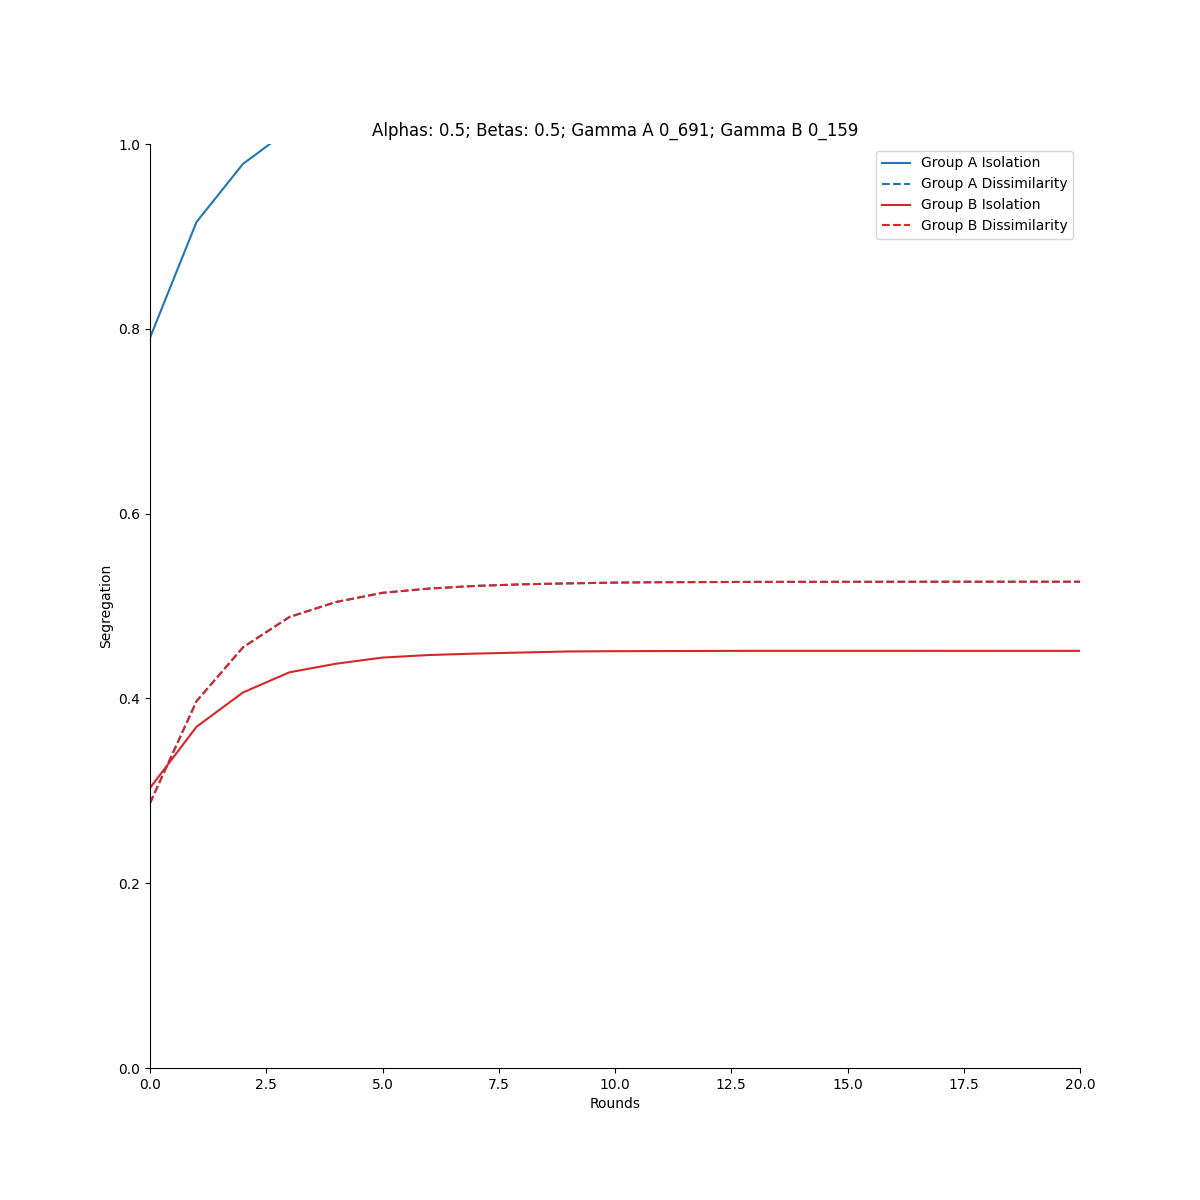 Alphas: 0.5; Betas: 0.5; Gamma A 0_691; Gamma B 0_159
Group A Isolation
Group A Dissimilarity
Group B Isolation
Group B Dissimilarity
1.0
0.8
0.6
0.4
0.2
0.0
Segregation
0.0 2.5 5.0 7.5 10.0 12.5 15.0 17.5 20.0
Rounds